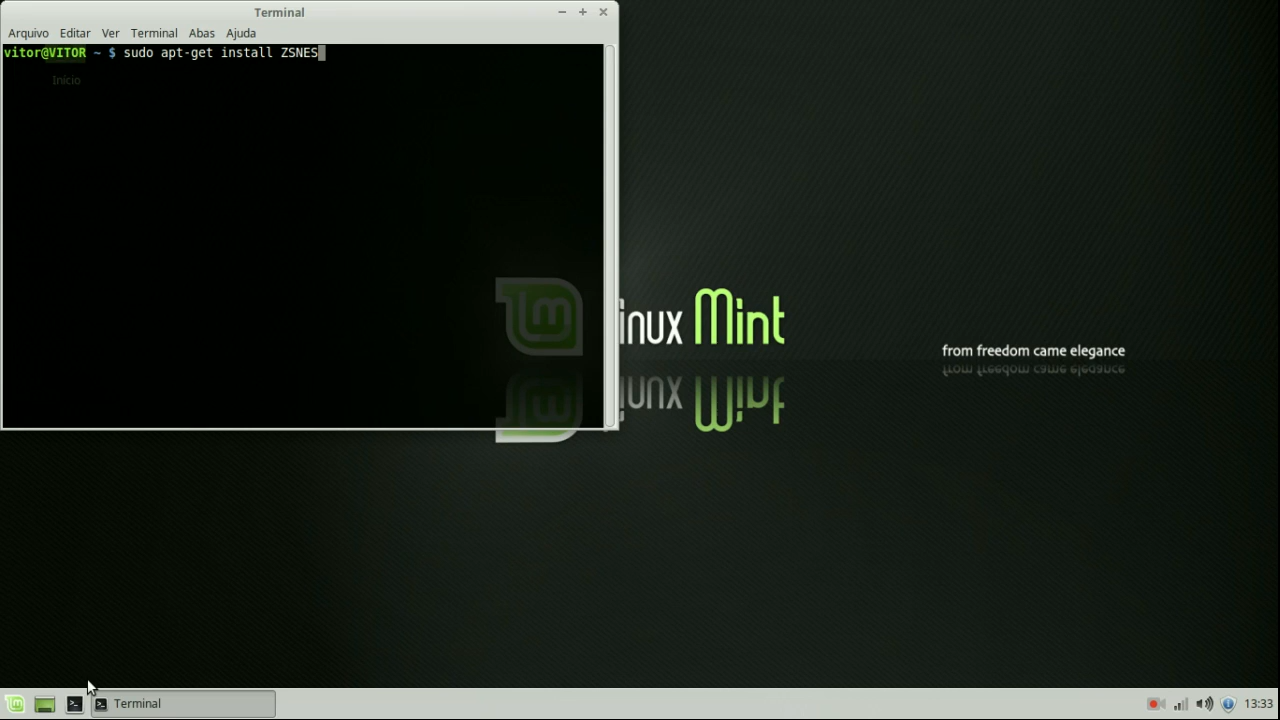 Terminal
Arquivo Editar Ver Terminal Abas Ajuda
vitor@VITOR ~ $ sudo apt-get install ZSNES
Início
inux Mint
from freedom came elegance
Terminal
13:33